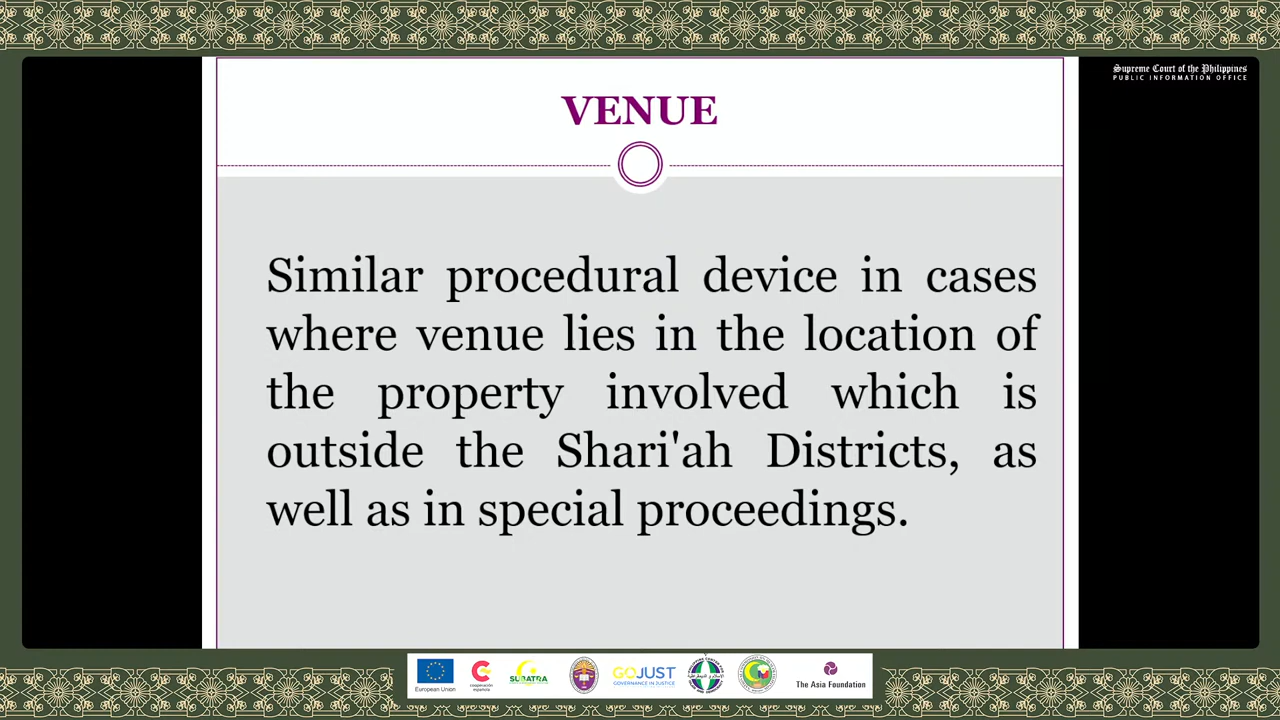 Supreme Court of the Philippines
PUBLIC INFORMATION OFFICE
VENUE
Similar procedural device in cases
where venue lies in the location of
the property involved which is
outside the Shari'ah Districts, as
well as in special proceedings.
European Union
cooperación
española
SUBATRA
GOJUST
GOVERNANCE IN JUSTICE
The Asia Foundation